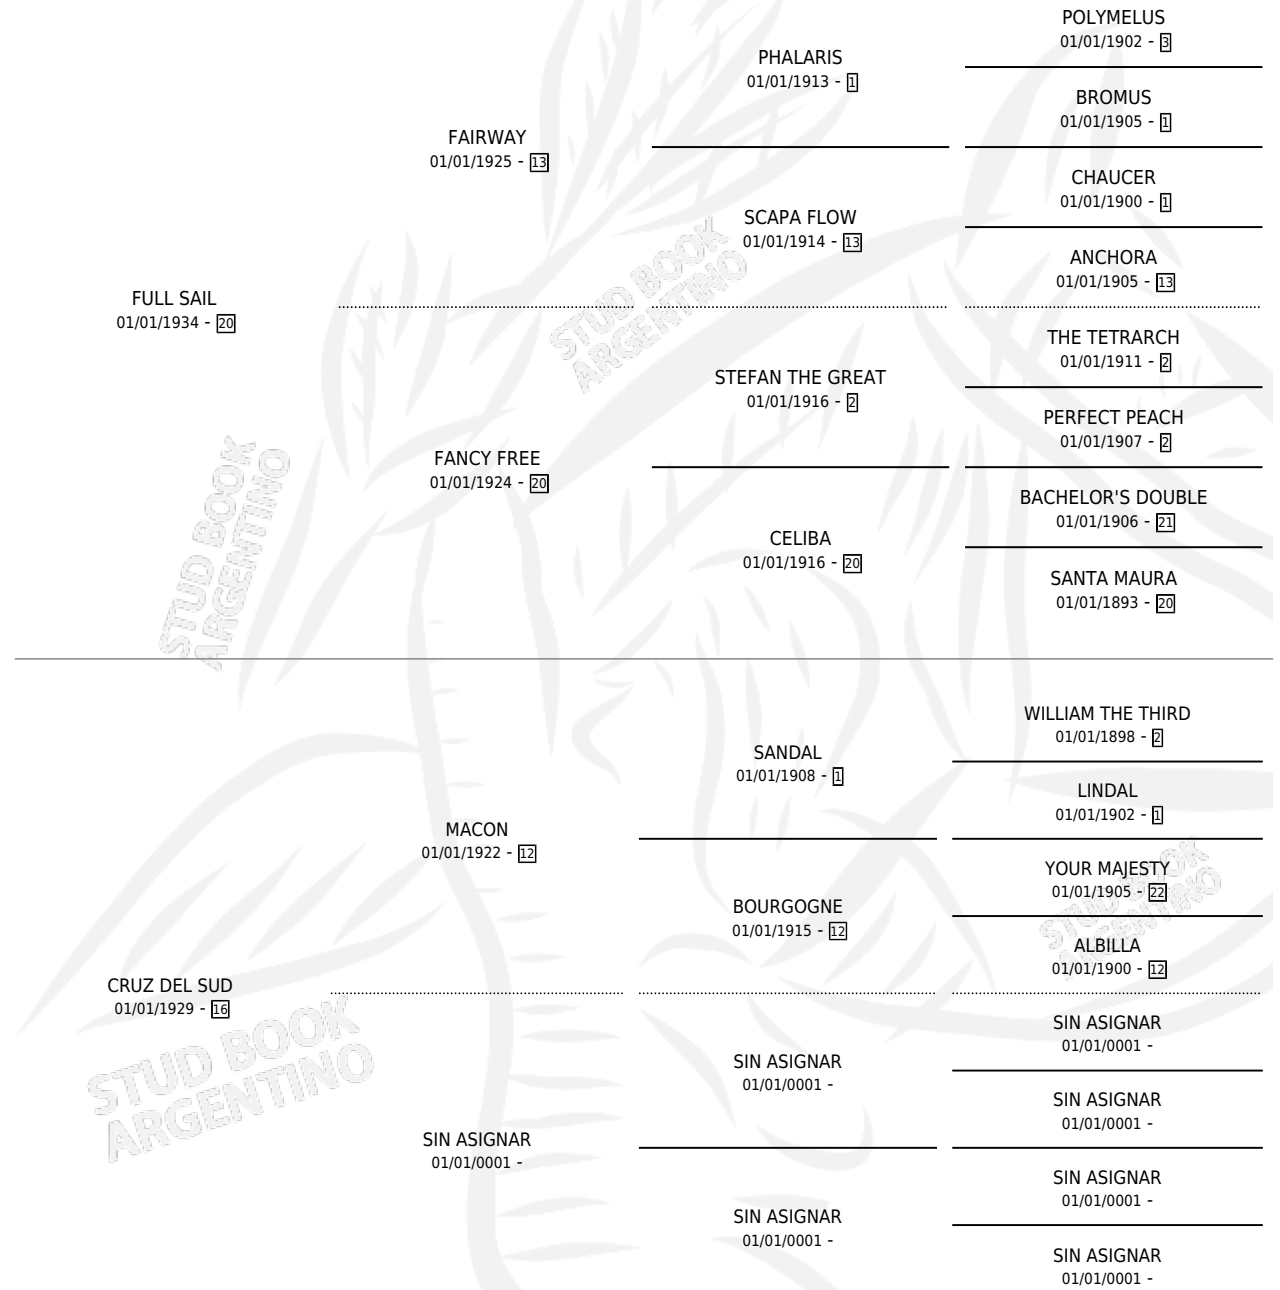 POLYMELUS
01/01/1902 - 3
PHALARIS
01/01/1913 - 1
BROMUS
01/01/1905 - 1
FAIRWAY
01/01/1925 - 13
CHAUCER
01/01/1900 - 1
SCAPA FLOW
01/01/1914 - 13
ANCHORA
01/01/1905 - 13
FULL SAIL
01/01/1934 - 20
STUD BOOK
ARGENTINO
THE TETRARCH
01/01/1911 - 2
STEFAN THE GREAT
01/01/1916 - 2
PERFECT PEACH
01/01/1907 - 2
FANCY FREE
01/01/1924 - 20
BACHELOR'S DOUBLE
01/01/1906 - 21
CELIBA
01/01/1916 - 20
SANTA MAURA
01/01/1893 - 20
STUD BOOK
ARGENTINO
WILLIAM THE THIRD
01/01/1898 - 2
SANDAL
01/01/1908 - 1
LINDAL
01/01/1902 - 1
MACON
01/01/1922 - 12
YOUR MAJESTY
01/01/1905 - 22
BOURGOGNE
01/01/1915 - 12
ALBILLA
01/01/1900 - 12
STUD BOOK
ARGENTINO
CRUZ DEL SUD
01/01/1929 - 16
SIN ASIGNAR
01/01/0001 -
SIN ASIGNAR
01/01/0001 -
SIN ASIGNAR
01/01/0001 -
STUD BOOK
ARGENTINO
SIN ASIGNAR
01/01/0001 -
SIN ASIGNAR
01/01/0001 -
SIN ASIGNAR
01/01/0001 -
SIN ASIGNAR
01/01/0001 -